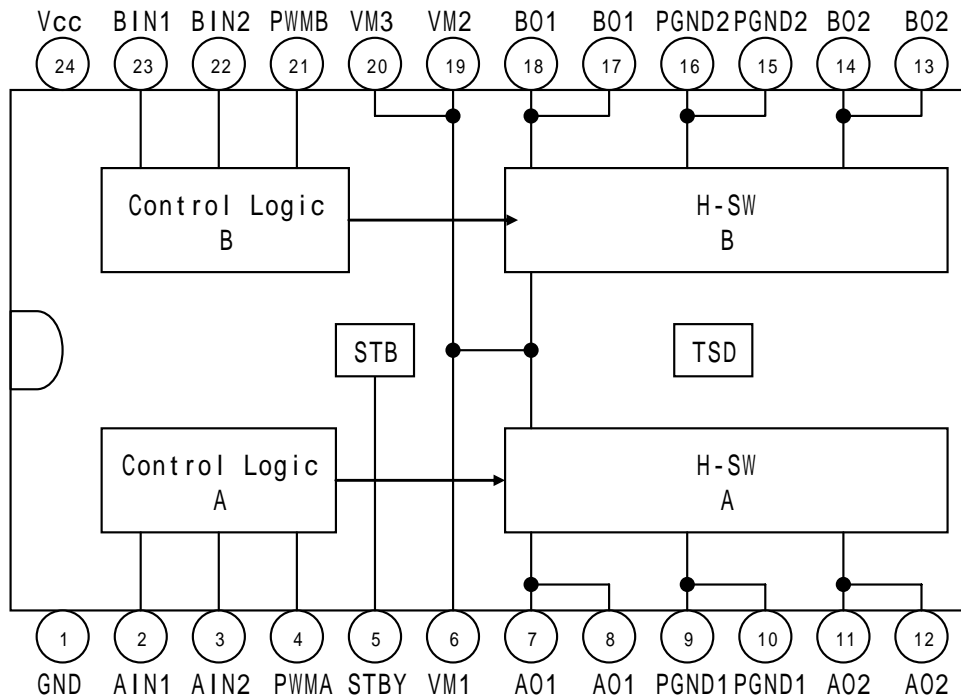 Vcc BIN1 BIN2 PWMB VM3 VM2 BO1 BO1 PGND2 PGND2 BO2 BO2
24 23 22 21 20 19 18 17 16 15 14 13
Control Logic
B
H-SW
B
STB
TSD
Control Logic
A
H-SW
A
1 2 3 4 5 6 7 8 9 10 11 12
GND AIN1 AIN2 PWMA STBY VM1 AO1 AO1 PGND1 PGND1 AO2 AO2